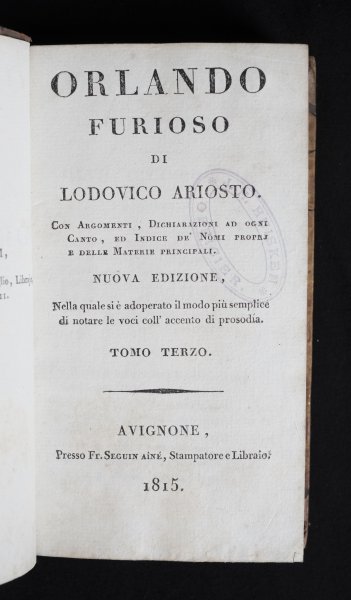 ORLANDO
FURIOSO
DI
LODOVICO ARIOSTO.
Con Argomenti, Dichiarazioni ad ogni
Canto, ed Indice de' Nomi proprj
e delle Materie principali.
NUOVA EDIZIONE,
Nella quale si è adoperato il modo più semplice
di notare le voci coll' accento di prosodía.
TOMO TERZO.
AVIGNONE,
Presso Fr. Seguin aîné, Stampatore e Libraio.
1815.